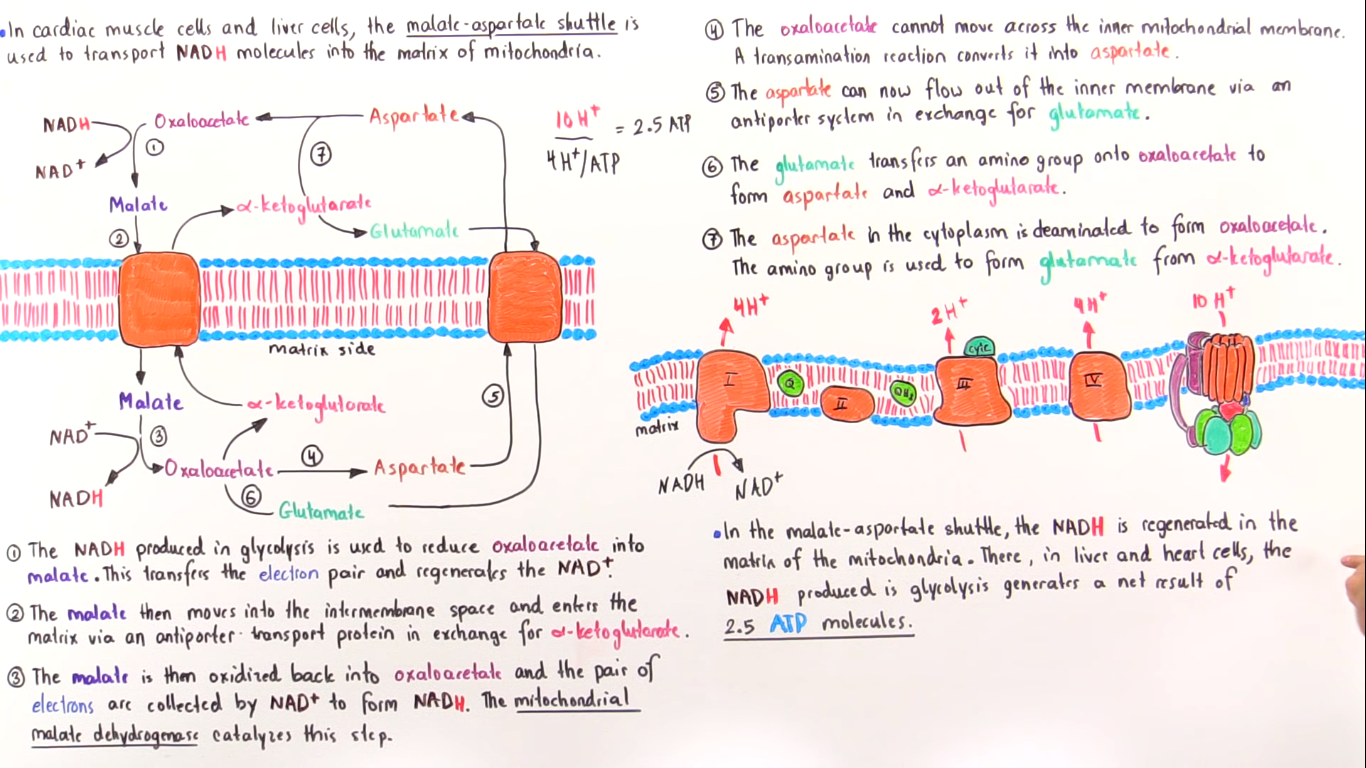 •In cardiac muscle cells and liver cells, the malate-aspartate shuttle is
used to transport NADH molecules into the matrix of mitochondria.
NADH
NAD+
Oxaloacetate
Aspartate
①
⑦
10H+
4H+/ATP
= 2.5 ATP
Malate
α-ketoglutarate
②
Glutamate
matrix side
Malate
α-ketoglutarate
⑤
NAD+
③
④
Oxaloacetate
Aspartate
NADH
⑥
Glutamate
① The NADH produced in glycolysis is used to reduce oxaloacetate into
malate. This transfers the electron pair and regenerates the NAD+.
② The malate then moves into the intermembrane space and enters the
matrix via an antiporter transport protein in exchange for α-ketoglutarate.
③ The malate is then oxidized back into oxaloacetate and the pair of
electrons are collected by NAD+ to form NADH. The mitochondrial
malate dehydrogenase catalyzes this step.
④ The oxaloacetate cannot move across the inner mitochondrial membrane.
A transamination reaction converts it into aspartate.
⑤ The aspartate can now flow out of the inner membrane via an
antiporter system in exchange for glutamate.
⑥ The glutamate transfers an amino group onto oxaloacetate to
form aspartate and α-ketoglutarate.
⑦ The aspartate in the cytoplasm is deaminated to form oxaloacetate.
The amino group is used to form glutamate from α-ketoglutarate.
4H+
2H+
4H+
10 H+
cytc
I
Q
II
QH2
III
IV
matrix
NADH
NAD+
•In the malate-aspartate shuttle, the NADH is regenerated in the
matrix of the mitochondria. There, in liver and heart cells, the
NADH produced is glycolysis generates a net result of
2.5 ATP molecules.